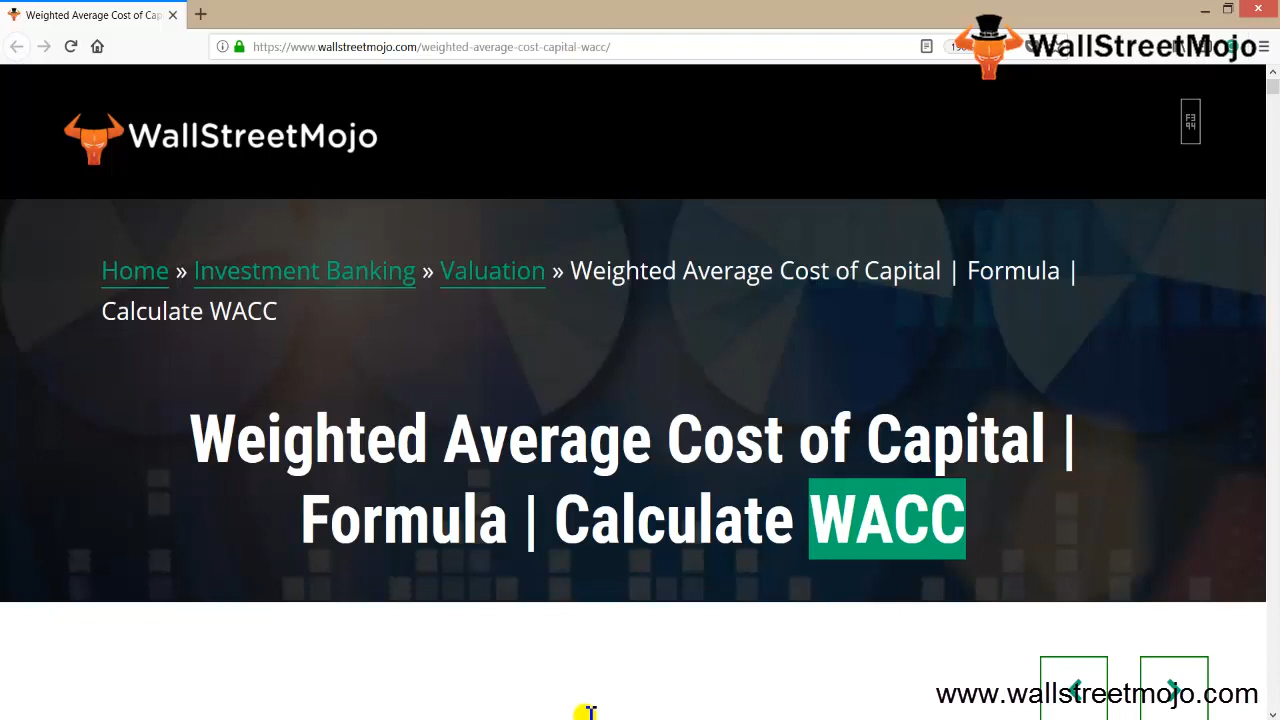 Weighted Average Cost of Cap
https://www.wallstreetmojo.com/weighted-average-cost-capital-wacc/
WallStreetMojo
WallStreetMojo
F3
94
Home » Investment Banking » Valuation » Weighted Average Cost of Capital | Formula |
Calculate WACC
Weighted Average Cost of Capital |
Formula | Calculate WACC
www.wallstreetmojo.com